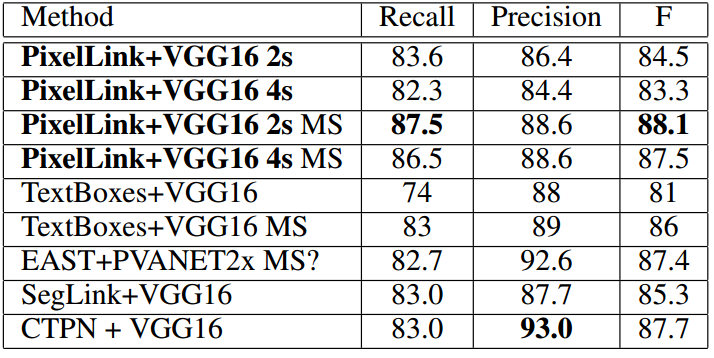 Method Recall Precision F
PixelLink+VGG16 2s 83.6 86.4 84.5
PixelLink+VGG16 4s 82.3 84.4 83.3
PixelLink+VGG16 2s MS 87.5 88.6 88.1
PixelLink+VGG16 4s MS 86.5 88.6 87.5
TextBoxes+VGG16 74 88 81
TextBoxes+VGG16 MS 83 89 86
EAST+PVANET2x MS? 82.7 92.6 87.4
SegLink+VGG16 83.0 87.7 85.3
CTPN + VGG16 83.0 93.0 87.7